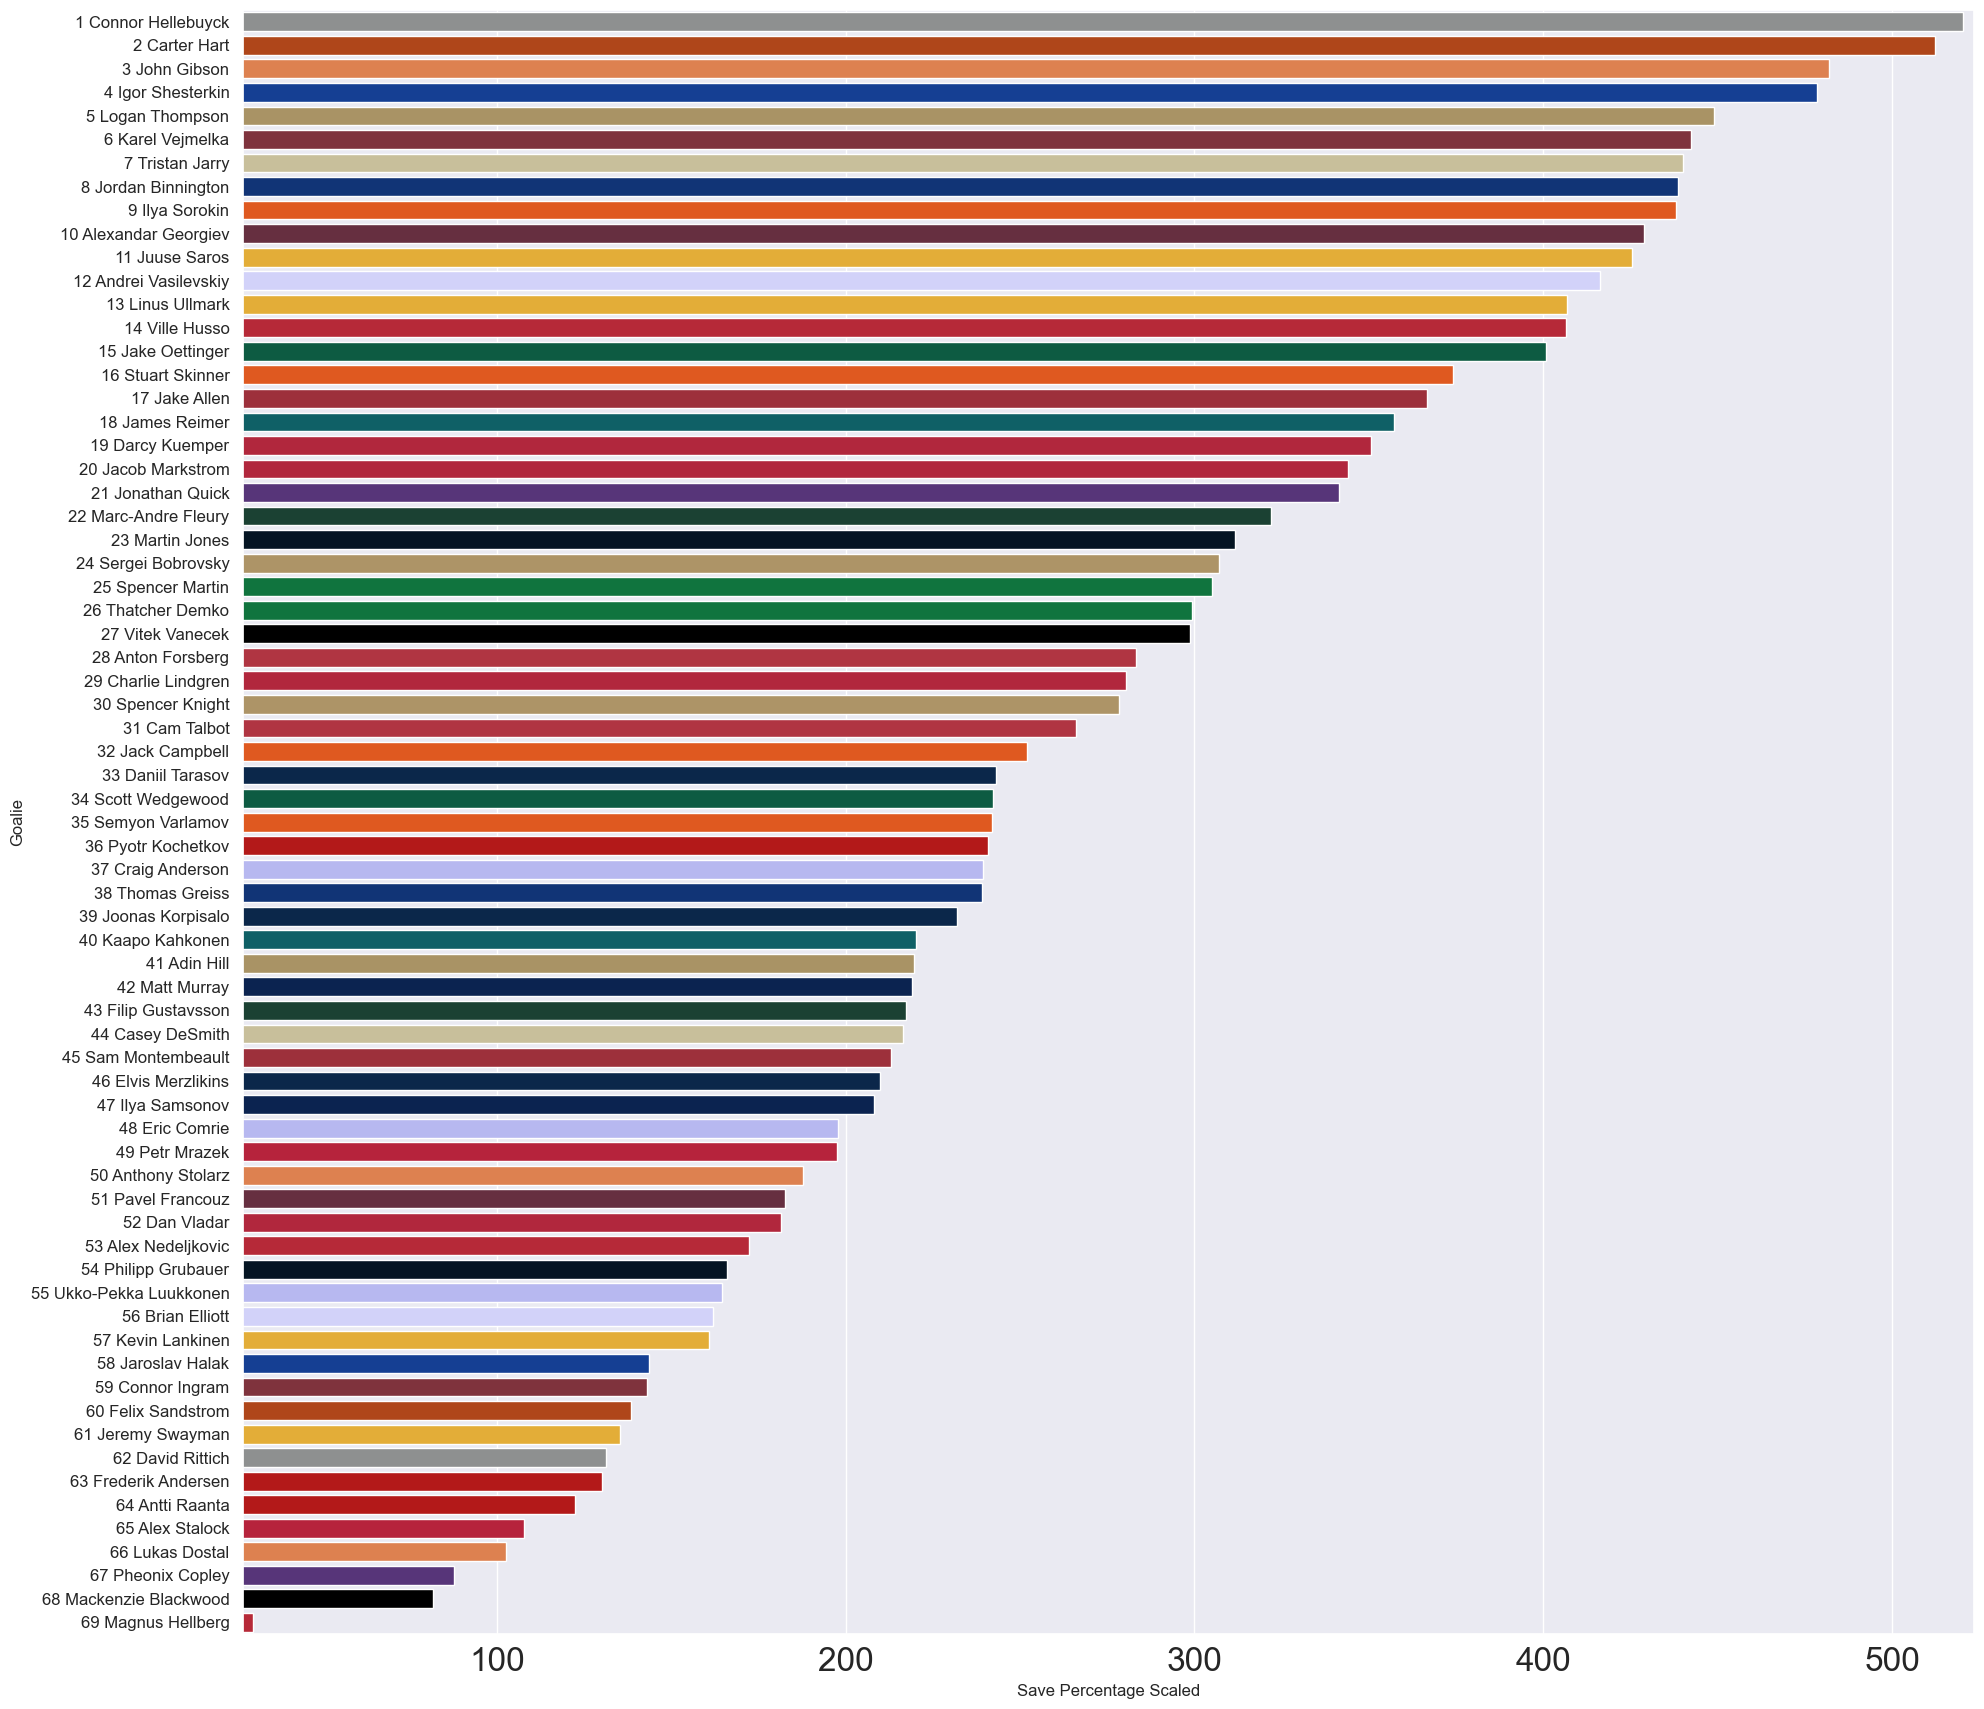 1 Connor Hellebuyck
2 Carter Hart
3 John Gibson
4 Igor Shesterkin
5 Logan Thompson
6 Karel Vejmelka
7 Tristan Jarry
8 Jordan Binnington
9 Ilya Sorokin
10 Alexandar Georgiev
11 Juuse Saros
12 Andrei Vasilevskiy
13 Linus Ullmark
14 Ville Husso
15 Jake Oettinger
16 Stuart Skinner
17 Jake Allen
18 James Reimer
19 Darcy Kuemper
20 Jacob Markstrom
21 Jonathan Quick
22 Marc-Andre Fleury
23 Martin Jones
24 Sergei Bobrovsky
25 Spencer Martin
26 Thatcher Demko
27 Vitek Vanecek
28 Anton Forsberg
29 Charlie Lindgren
30 Spencer Knight
31 Cam Talbot
32 Jack Campbell
33 Daniil Tarasov
34 Scott Wedgewood
35 Semyon Varlamov
36 Pyotr Kochetkov
37 Craig Anderson
38 Thomas Greiss
39 Joonas Korpisalo
40 Kaapo Kahkonen
41 Adin Hill
42 Matt Murray
43 Filip Gustavsson
44 Casey DeSmith
45 Sam Montembeault
46 Elvis Merzlikins
47 Ilya Samsonov
48 Eric Comrie
49 Petr Mrazek
50 Anthony Stolarz
51 Pavel Francouz
52 Dan Vladar
53 Alex Nedeljkovic
54 Philipp Grubauer
55 Ukko-Pekka Luukkonen
56 Brian Elliott
57 Kevin Lankinen
58 Jaroslav Halak
59 Connor Ingram
60 Felix Sandstrom
61 Jeremy Swayman
62 David Rittich
63 Frederik Andersen
64 Antti Raanta
65 Alex Stalock
66 Lukas Dostal
67 Pheonix Copley
68 Mackenzie Blackwood
69 Magnus Hellberg
Goalie
100 200 300 400 500
Save Percentage Scaled